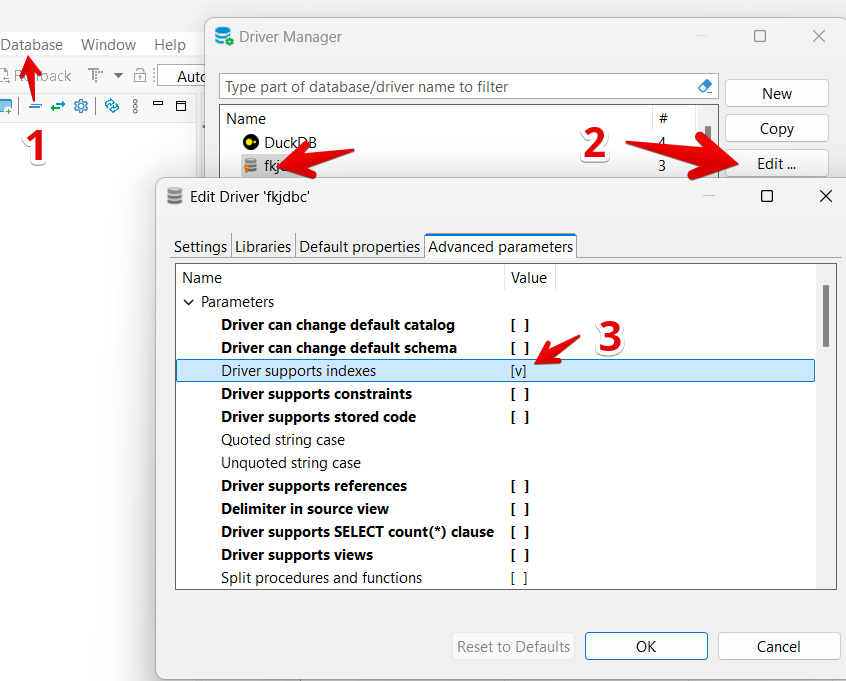 Driver Manager
Database Window Help
Rollback
Auto
Type part of database/driver name to filter
New
Name #
Copy
1
DuckDB 4
2
Edit ...
3
Edit Driver 'fkjdbc'
Settings Libraries Default properties Advanced parameters
Name Value
Parameters
Driver can change default catalog [ ]
3
Driver can change default schema [ ]
Driver supports indexes [v]
Driver supports constraints [ ]
Driver supports stored code [ ]
Quoted string case
Unquoted string case
Driver supports references [ ]
Delimiter in source view [ ]
Driver supports SELECT count(*) clause [ ]
Driver supports views [ ]
Split procedures and functions [ ]
Reset to Defaults OK Cancel